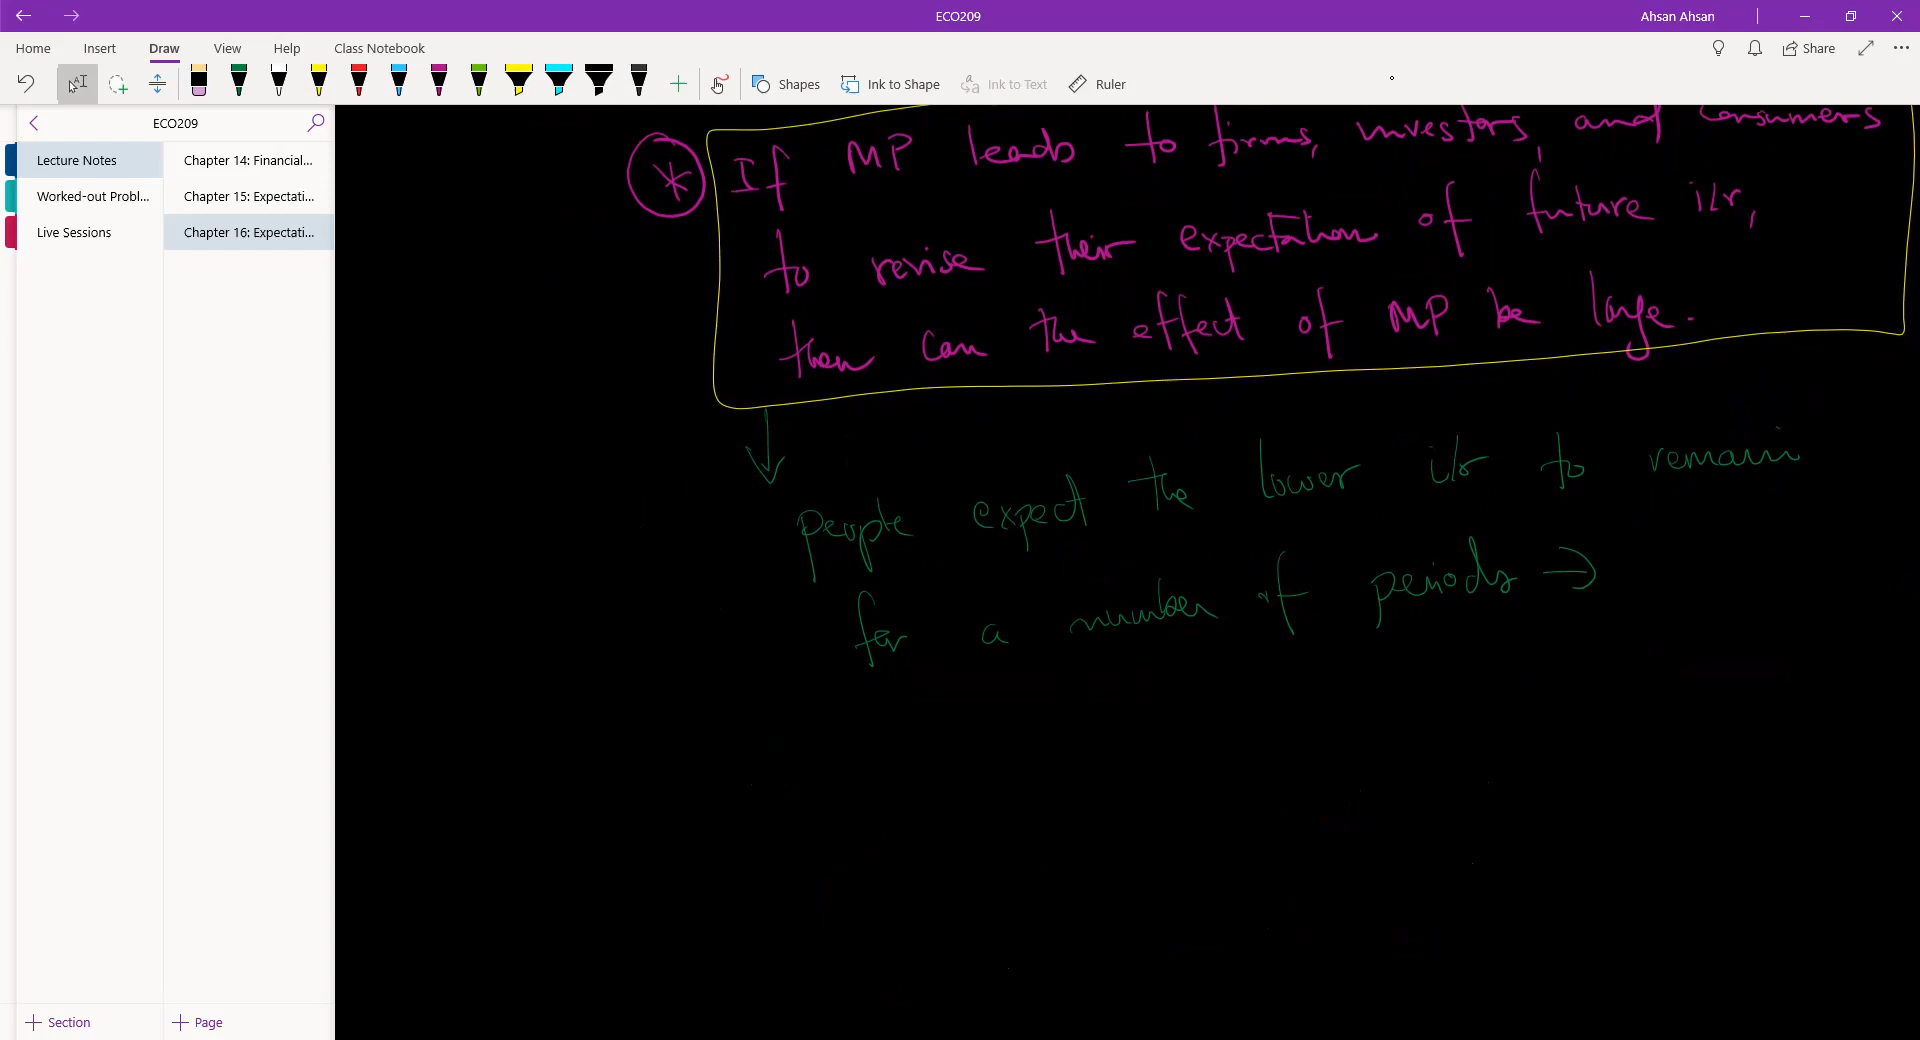 ECO209
Ahsan Ahsan
Home Insert Draw View Help Class Notebook
Share
Shapes Ink to Shape Ink to Text Ruler
ECO209
Lecture Notes
Worked-out Probl...
Live Sessions
Chapter 14: Financial...
Chapter 15: Expectati...
Chapter 16: Expectati...
* If MP leads to firms, investors, and consumers
to revise their expectation of future i/r,
then can the effect of MP be large.
people expect the lower i/r to remain
for a number of periods →
+ Section
+ Page